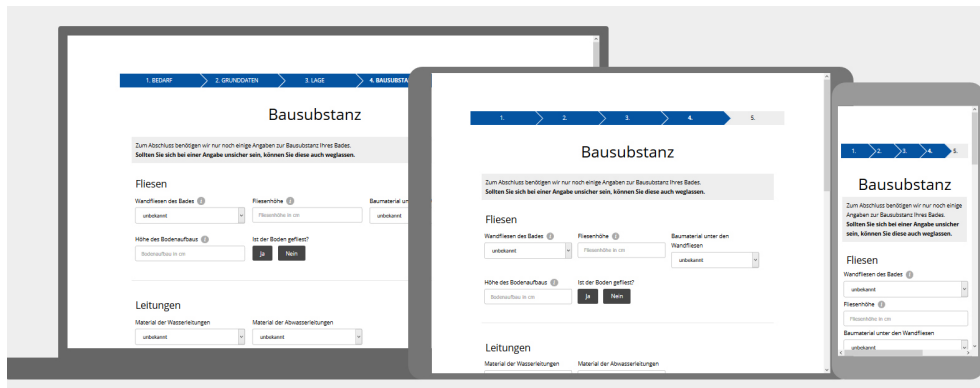 1. BEDARF
2. GRUNDDATEN
3. LAGE
4. BAUSUBSTA
Bausubstanz
Zum Abschluss benötigen wir nur noch einige Angaben zur Bausubstanz Ihres Bades.
Sollten Sie sich bei einer Angabe unsicher sein, können Sie diese auch weglassen.
Fliesen
Wandfliesen des Bades i
Fliesenhöhe i
Baumaterial un
unbekannt
Fliesenhöhe in cm
unbekannt
Höhe des Bodenaufbaus i
Ist der Boden gefliest?
Bodenaufbau in cm
Ja
Nein
Leitungen
Material der Wasserleitungen
Material der Abwasserleitungen
unbekannt
unbekannt
1.
2.
3.
4.
5.
Bausubstanz
Zum Abschluss benötigen wir nur noch einige Angaben zur Bausubstanz Ihres Bades.
Sollten Sie sich bei einer Angabe unsicher sein, können Sie diese auch weglassen.
Fliesen
Wandfliesen des Bades i
Fliesenhöhe i
Baumaterial unter den
Wandfliesen
unbekannt
Fliesenhöhe in cm
unbekannt
Höhe des Bodenaufbaus i
Ist der Boden gefliest?
Bodenaufbau in cm
Ja
Nein
Leitungen
Material der Wasserleitungen
Material der Abwasserleitungen
1.
2.
3.
4.
5.
Bausubstanz
Zum Abschluss benötigen wir nur noch einige
Angaben zur Bausubstanz Ihres Bades.
Sollten Sie sich bei einer Angabe unsicher
sein, können Sie diese auch weglassen.
Fliesen
Wandfliesen des Bades i
unbekannt
Fliesenhöhe i
Fliesenhöhe in cm
Baumaterial unter den Wandfliesen
unbekannt